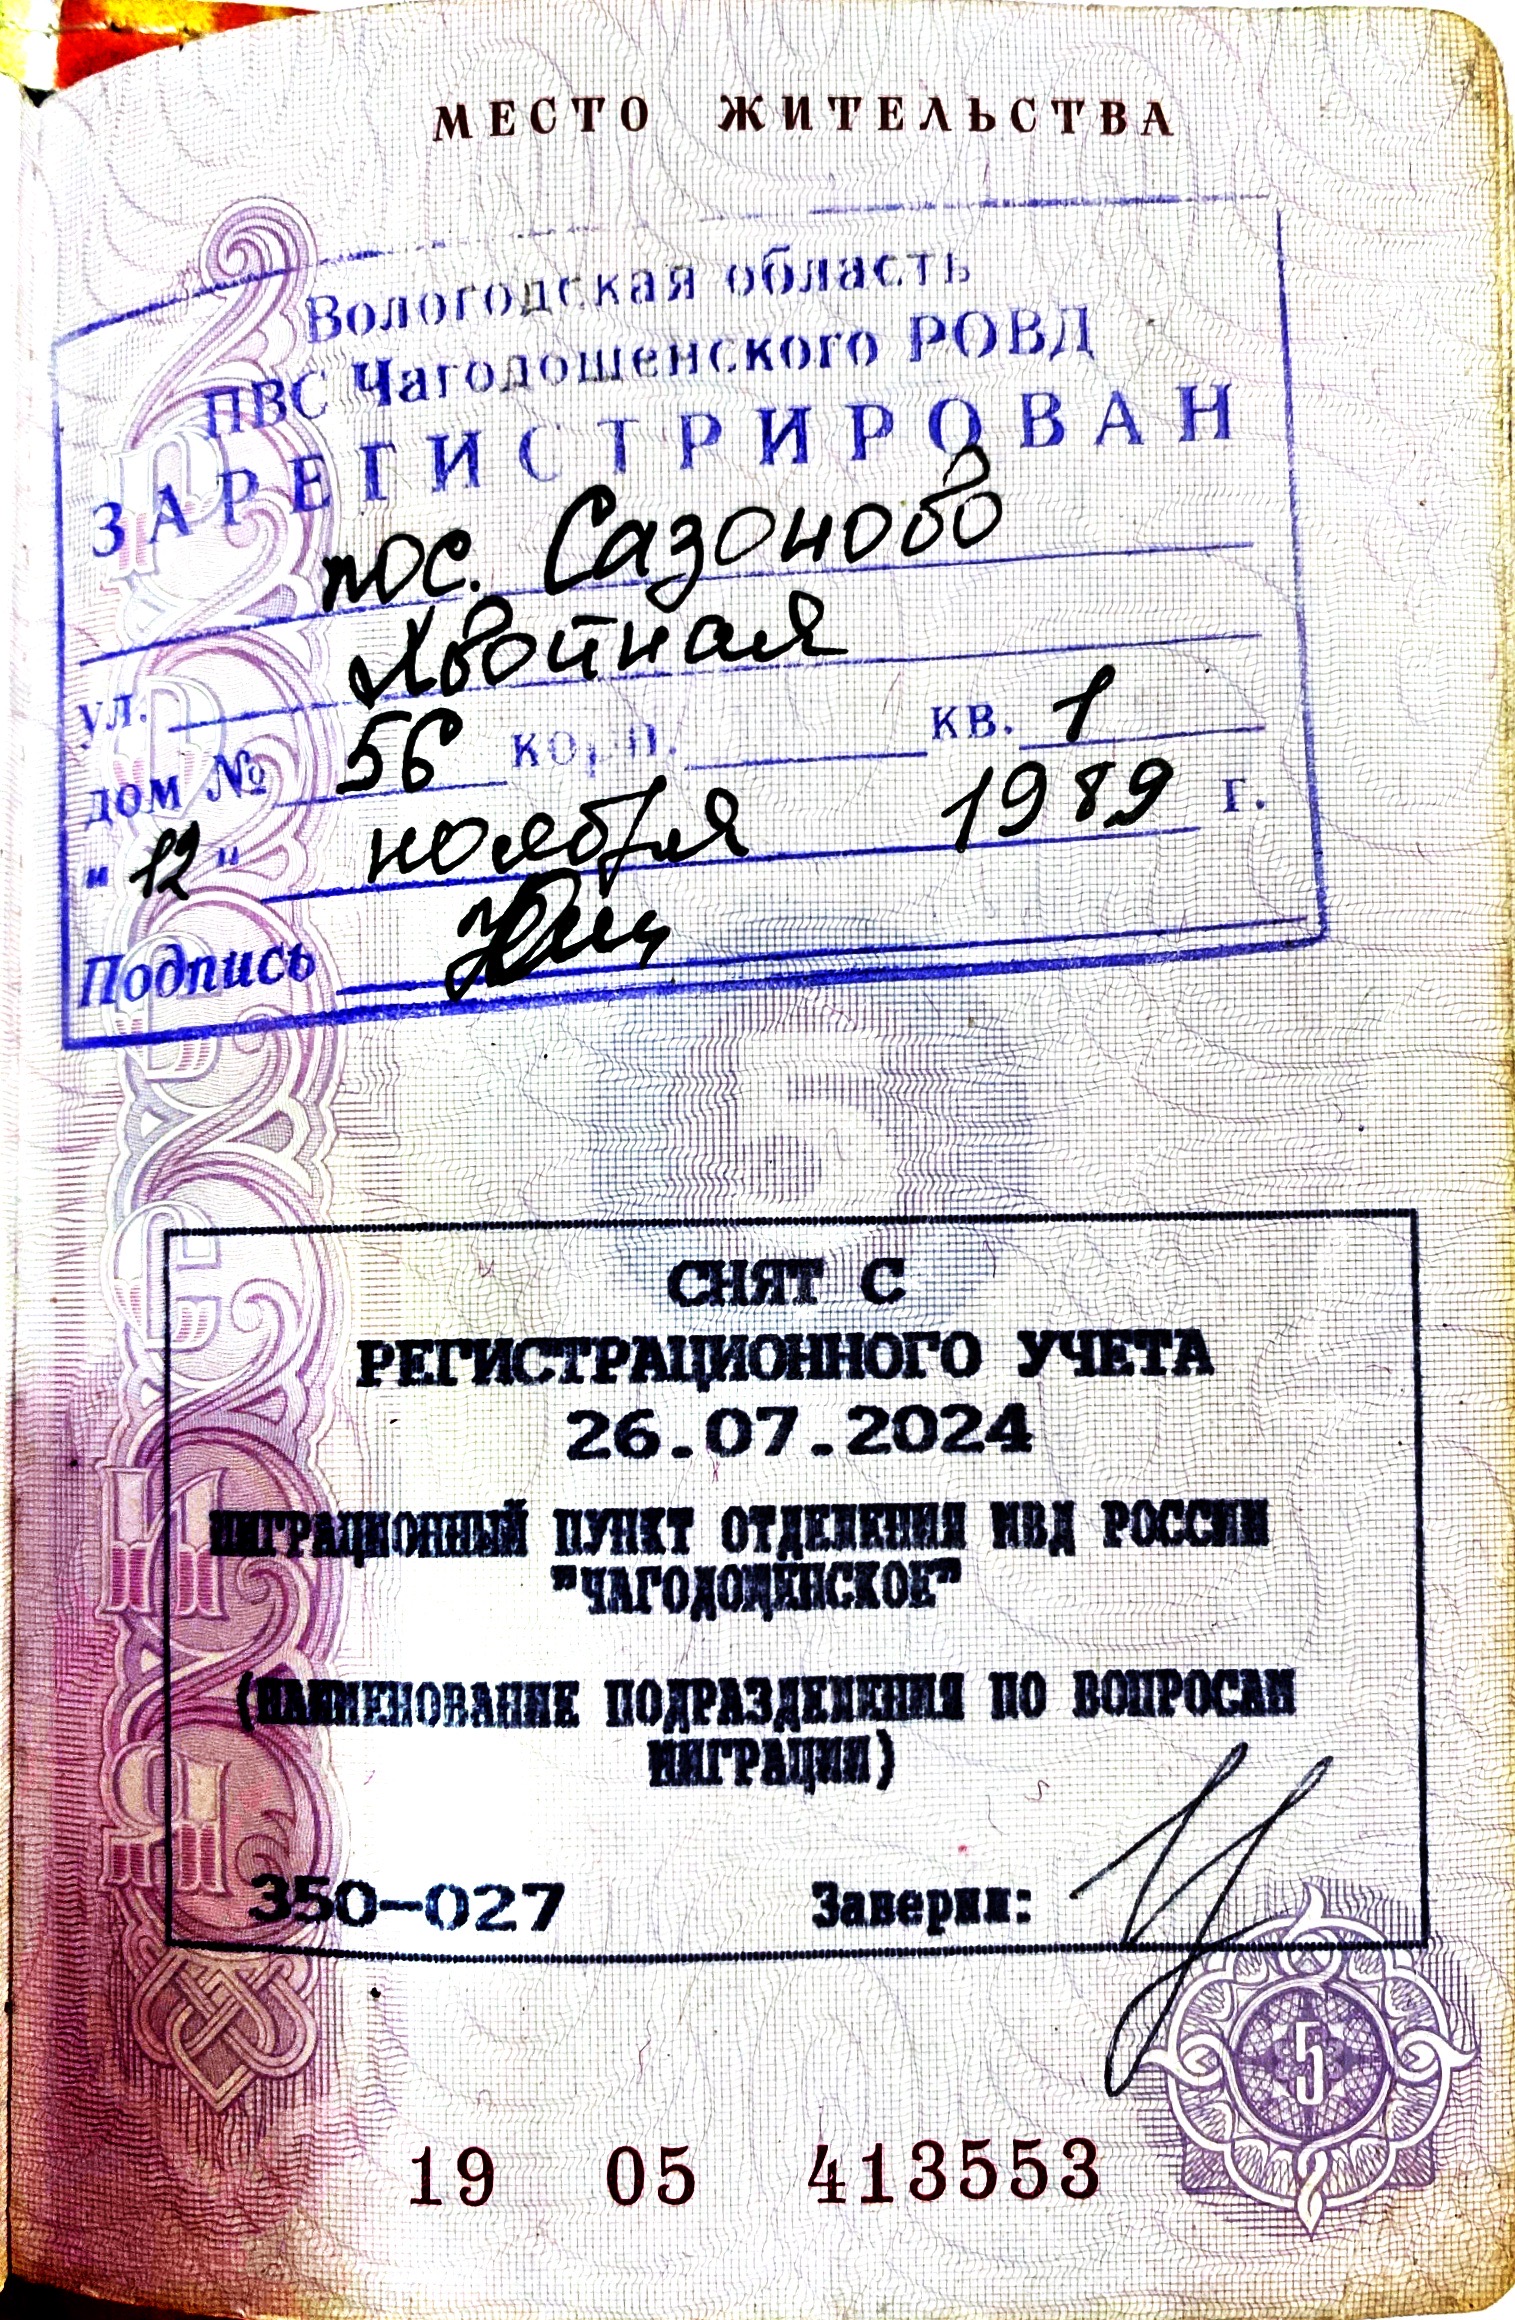 МЕСТО ЖИТЕЛЬСТВА
Вологодская область
ПВС Чагодощенского РОВД
ЗАРЕГИСТРИРОВАН
пос. Сазоново
ул. Хвойная
дом № 56 корп. кв. 1
"12" ноября 1989 г.
Подпись
СНЯТ С
РЕГИСТРАЦИОННОГО УЧЕТА
26.07.2024
МИГРАЦИОННЫЙ ПУНКТ ОТДЕЛЕНИЯ МВД РОССИИ
"ЧАГОДОЩЕНСКОЕ"
(НАИМЕНОВАНИЕ ПОДРАЗДЕЛЕНИЯ ПО ВОПРОСАМ
МИГРАЦИИ)
350-027 Заверил:
5
19 05 413553